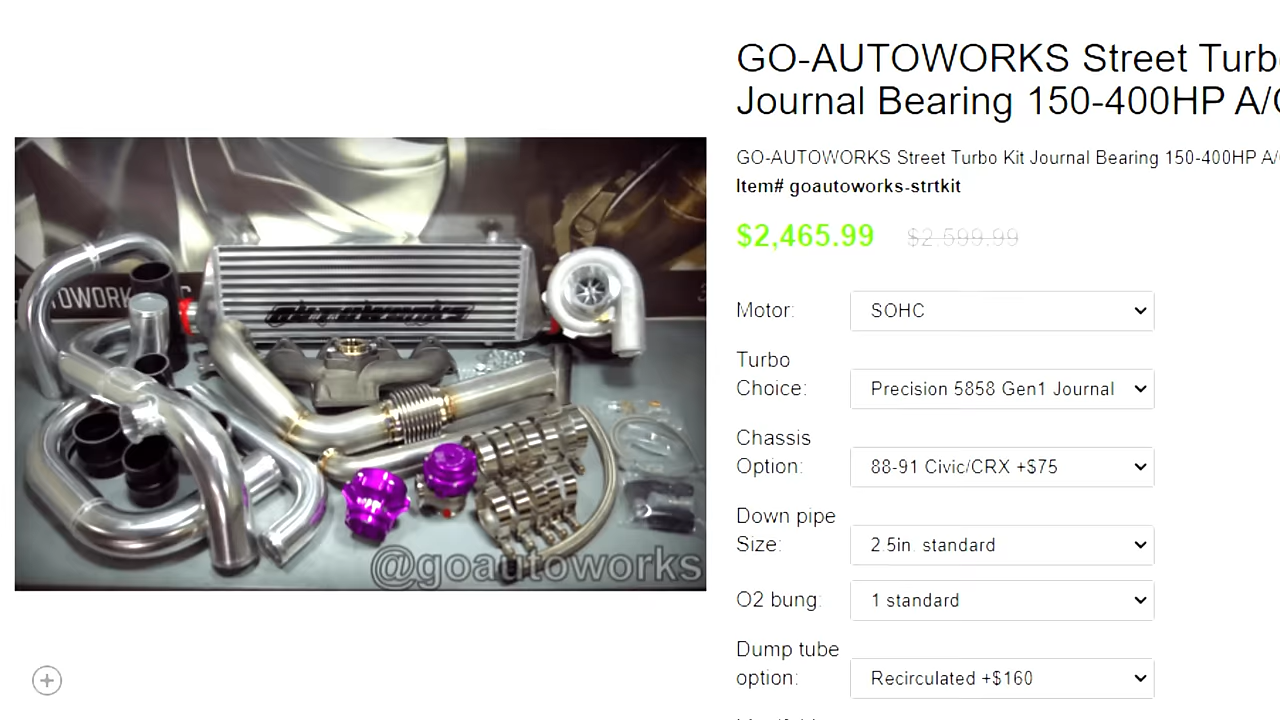 GO-AUTOWORKS Street
Journal Bearing 150-400HP
GO-AUTOWORKS Street Turbo Kit Journal Bearing 150-400HP
Item# goautoworks-strtkit
$2,465.99 $2,599.99
Motor: SOHC
Turbo
Choice: Precision 5858 Gen1 Journal
Chassis
Option: 88-91 Civic/CRX +$75
Down pipe
Size: 2.5in. standard
O2 bung: 1 standard
Dump tube
option: Recirculated +$160
autoworks
@goautoworks